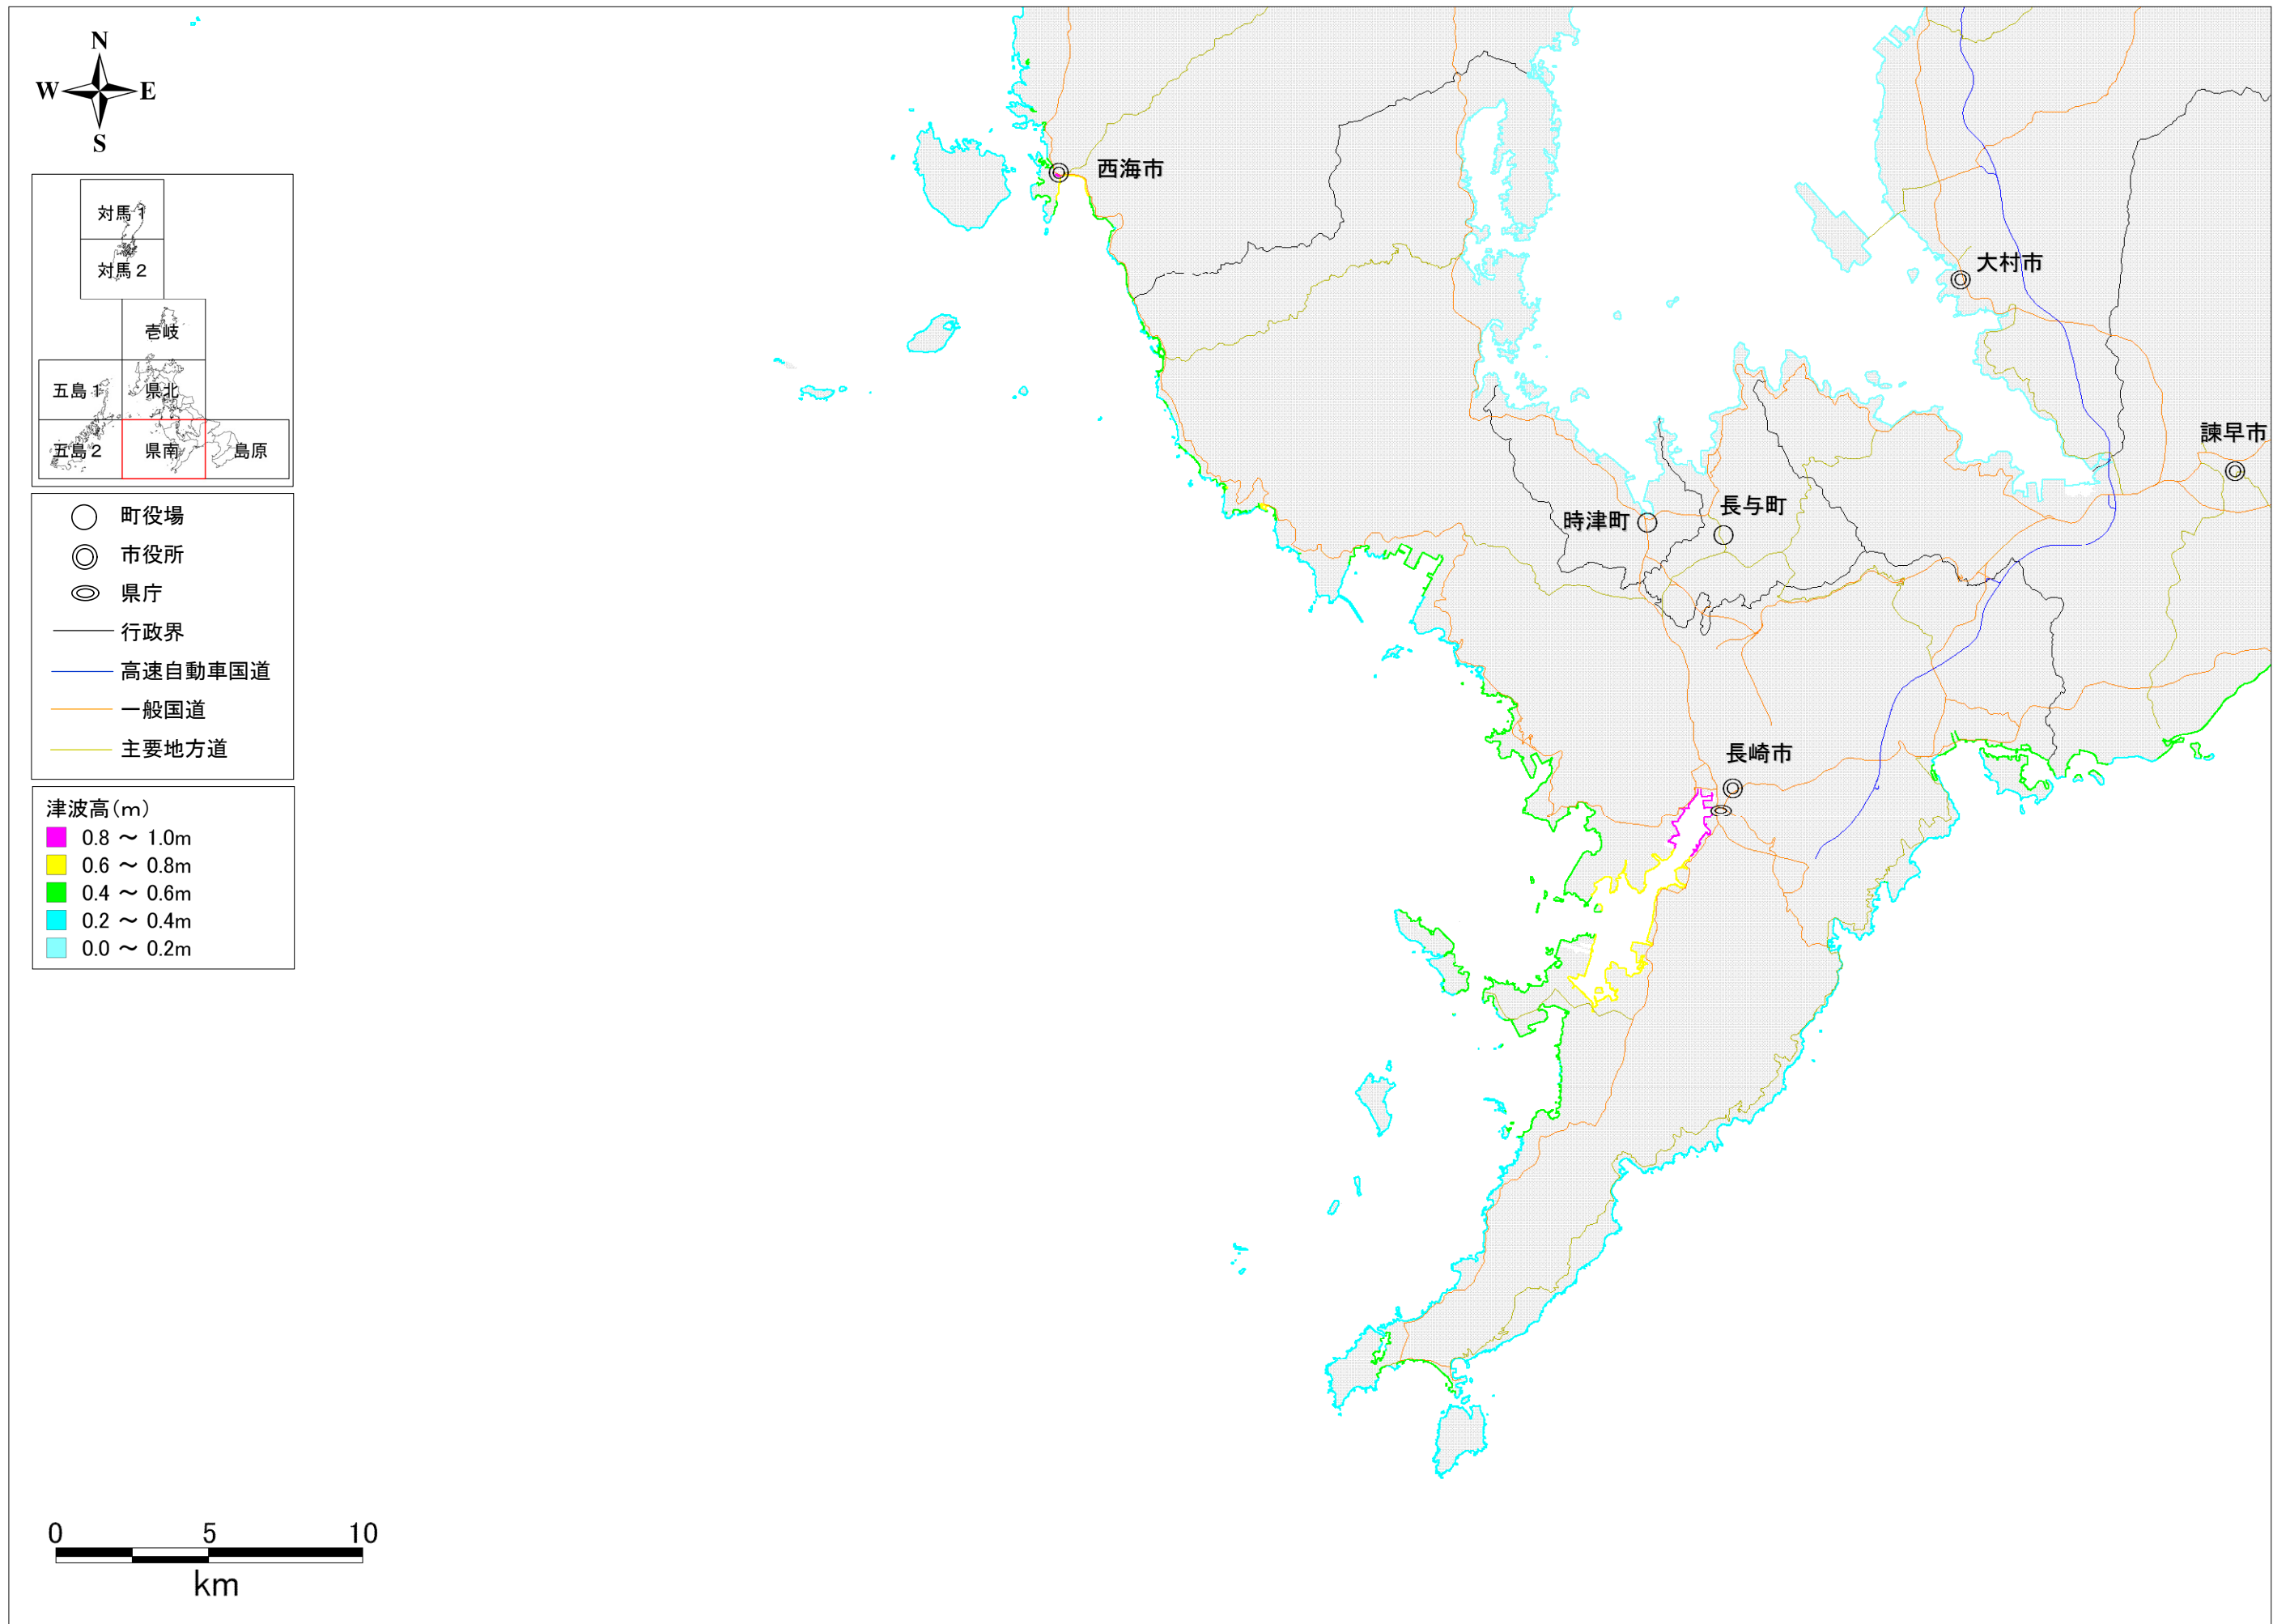 N
W E
S
対馬1
対馬2
壱岐
五島1 県北
五島2 県南 島原
町役場
市役所
県庁
行政界
高速自動車国道
一般国道
主要地方道
津波高(m)
0.8 ～ 1.0m
0.6 ～ 0.8m
0.4 ～ 0.6m
0.2 ～ 0.4m
0.0 ～ 0.2m
西海市
大村市
諫早市
長与町
時津町
長崎市
0 5 10
km